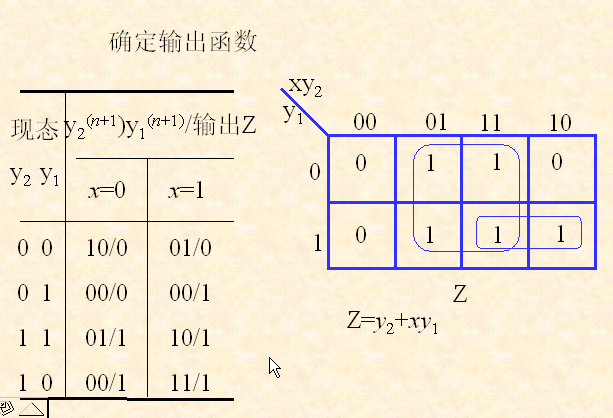 确定输出函数
现态 y2(n+1))y1(n+1)/输出Z
y2 y1 x=0 x=1
0 0 10/0 01/0
0 1 00/0 00/1
1 1 01/1 10/1
1 0 00/1 11/1
xy2
y1 00 01 11 10
0 0 1 1 0
1 0 1 1 1
Z
Z=y2+xy1